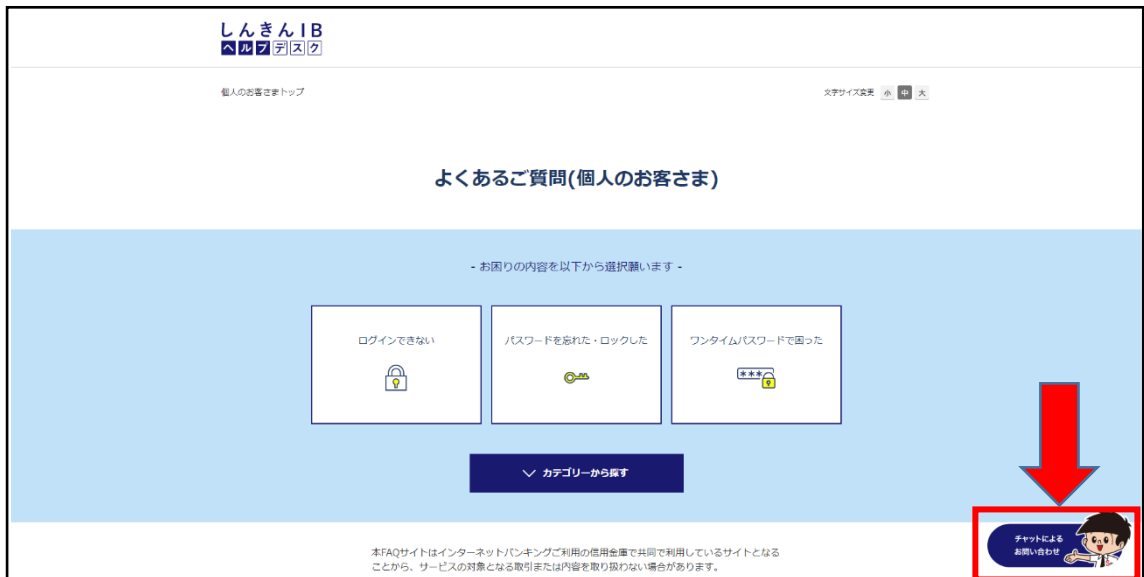 しんきんIB
ヘルプデスク
個人のお客さまトップ
文字サイズ変更 小 中 大
よくあるご質問(個人のお客さま)
- お困りの内容を以下から選択願います -
ログインできない
パスワードを忘れた・ロックした
ワンタイムパスワードで困った
***
カテゴリーから探す
チャットによる
お問い合わせ
本FAQサイトはインターネットバンキングご利用の信用金庫で共同で利用しているサイトとなる
ことから、サービスの対象となる取引または内容を取り扱わない場合があります。